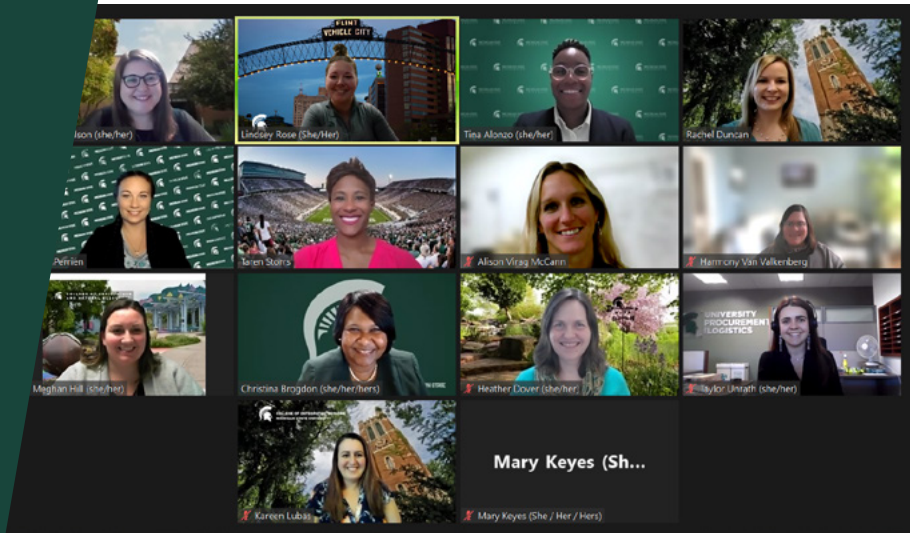 lson (she/her)
FLINT
VEHICLE CITY
Lindsey Rose (She/Her)
Tina Alonzo (she/her)
Rachel Duncan
Perrien
Taren Storrs
Alison Virag McCann
Harmony Van Valkenberg
Meghan Hill (she/her)
Christina Brogdon (she/her/hers)
Heather Dover (she/her)
UNIVERSITY
PROCUREMENT
LOGISTICS
Taylor Unrath (she/her)
Kareen Lubas
Mary Keyes (Sh...
Mary Keyes (She / Her / Hers)